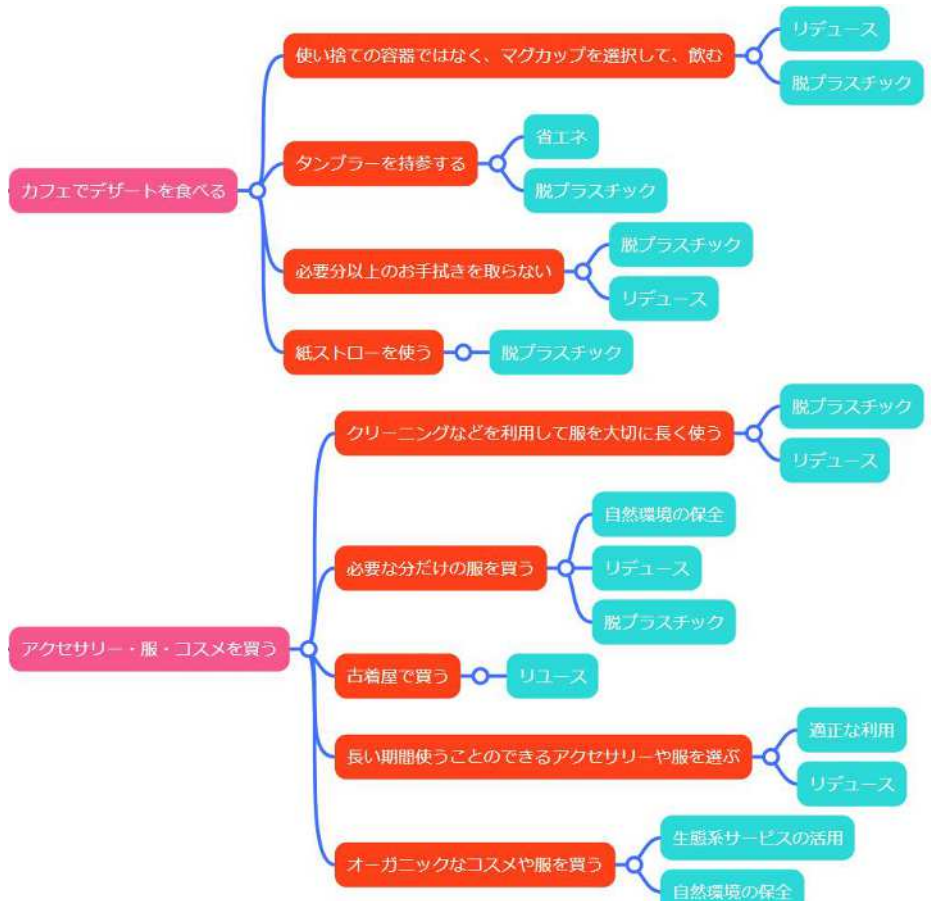 カフェでデザートを食べる
使い捨ての容器ではなく、マグカップを選択して、飲む
リデュース
脱プラスチック
タンブラーを持参する
省エネ
脱プラスチック
必要分以上のお手拭きを取らない
脱プラスチック
リデュース
紙ストローを使う
脱プラスチック
アクセサリー・服・コスメを買う
クリーニングなどを利用して服を大切に長く使う
脱プラスチック
リデュース
必要な分だけの服を買う
自然環境の保全
リデュース
脱プラスチック
古着屋で買う
リユース
長い期間使うことのできるアクセサリーや服を選ぶ
適正な利用
リデュース
オーガニックなコスメや服を買う
生態系サービスの活用
自然環境の保全